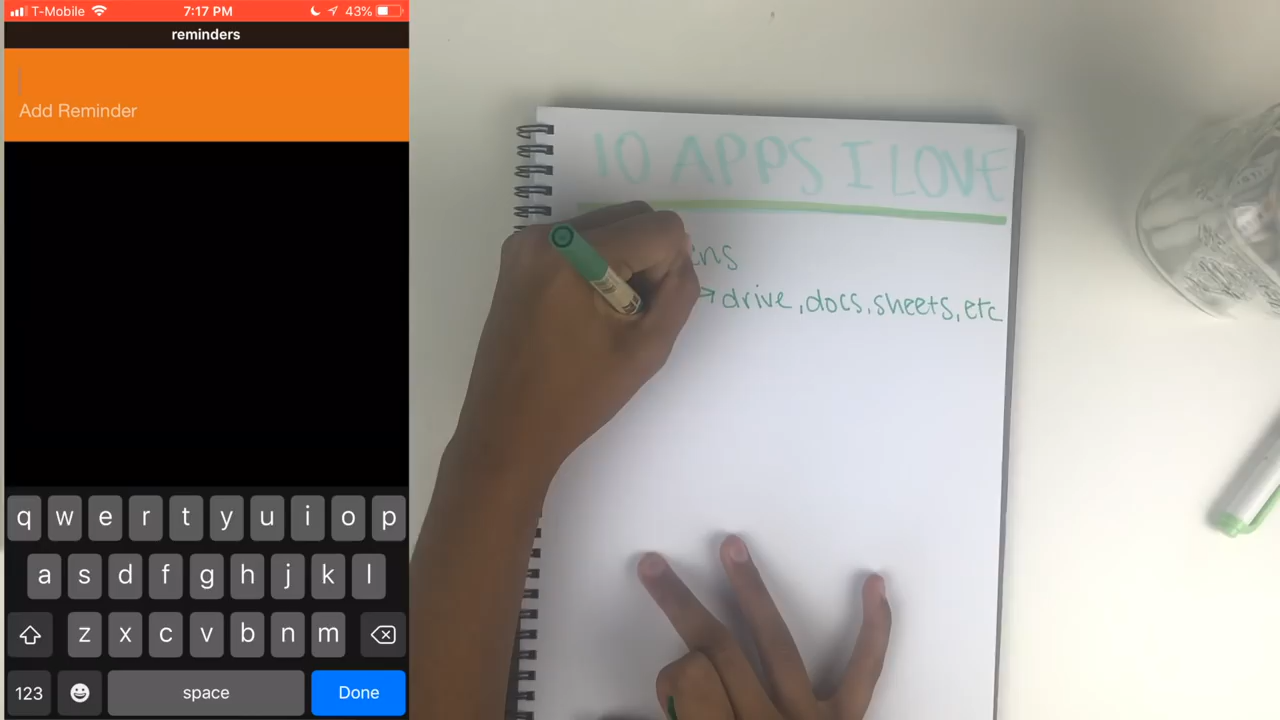 T-Mobile 7:17 PM 43%
reminders
Add Reminder
q w e r t y u i o p
a s d f g h j k l
z x c v b n m
123 space Done
10 APPS I LOVE
→ drive, docs, sheets, etc